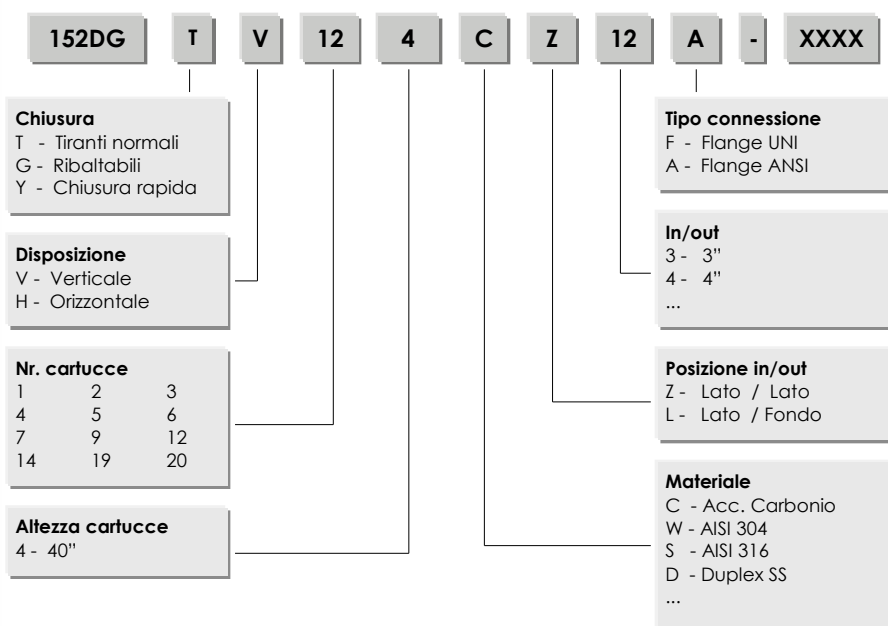 152DG T V 12 4 C Z 12 A - XXXX
Chiusura
T - Tiranti normali
G - Ribaltabili
Y - Chiusura rapida
Disposizione
V - Verticale
H - Orizzontale
Nr. cartucce
1 2 3
4 5 6
7 9 12
14 19 20
Altezza cartucce
4 - 40”
Tipo connessione
F - Flange UNI
A - Flange ANSI
In/out
3 - 3”
4 - 4”
...
Posizione in/out
Z - Lato / Lato
L - Lato / Fondo
Materiale
C - Acc. Carbonio
W - AISI 304
S - AISI 316
D - Duplex SS
...